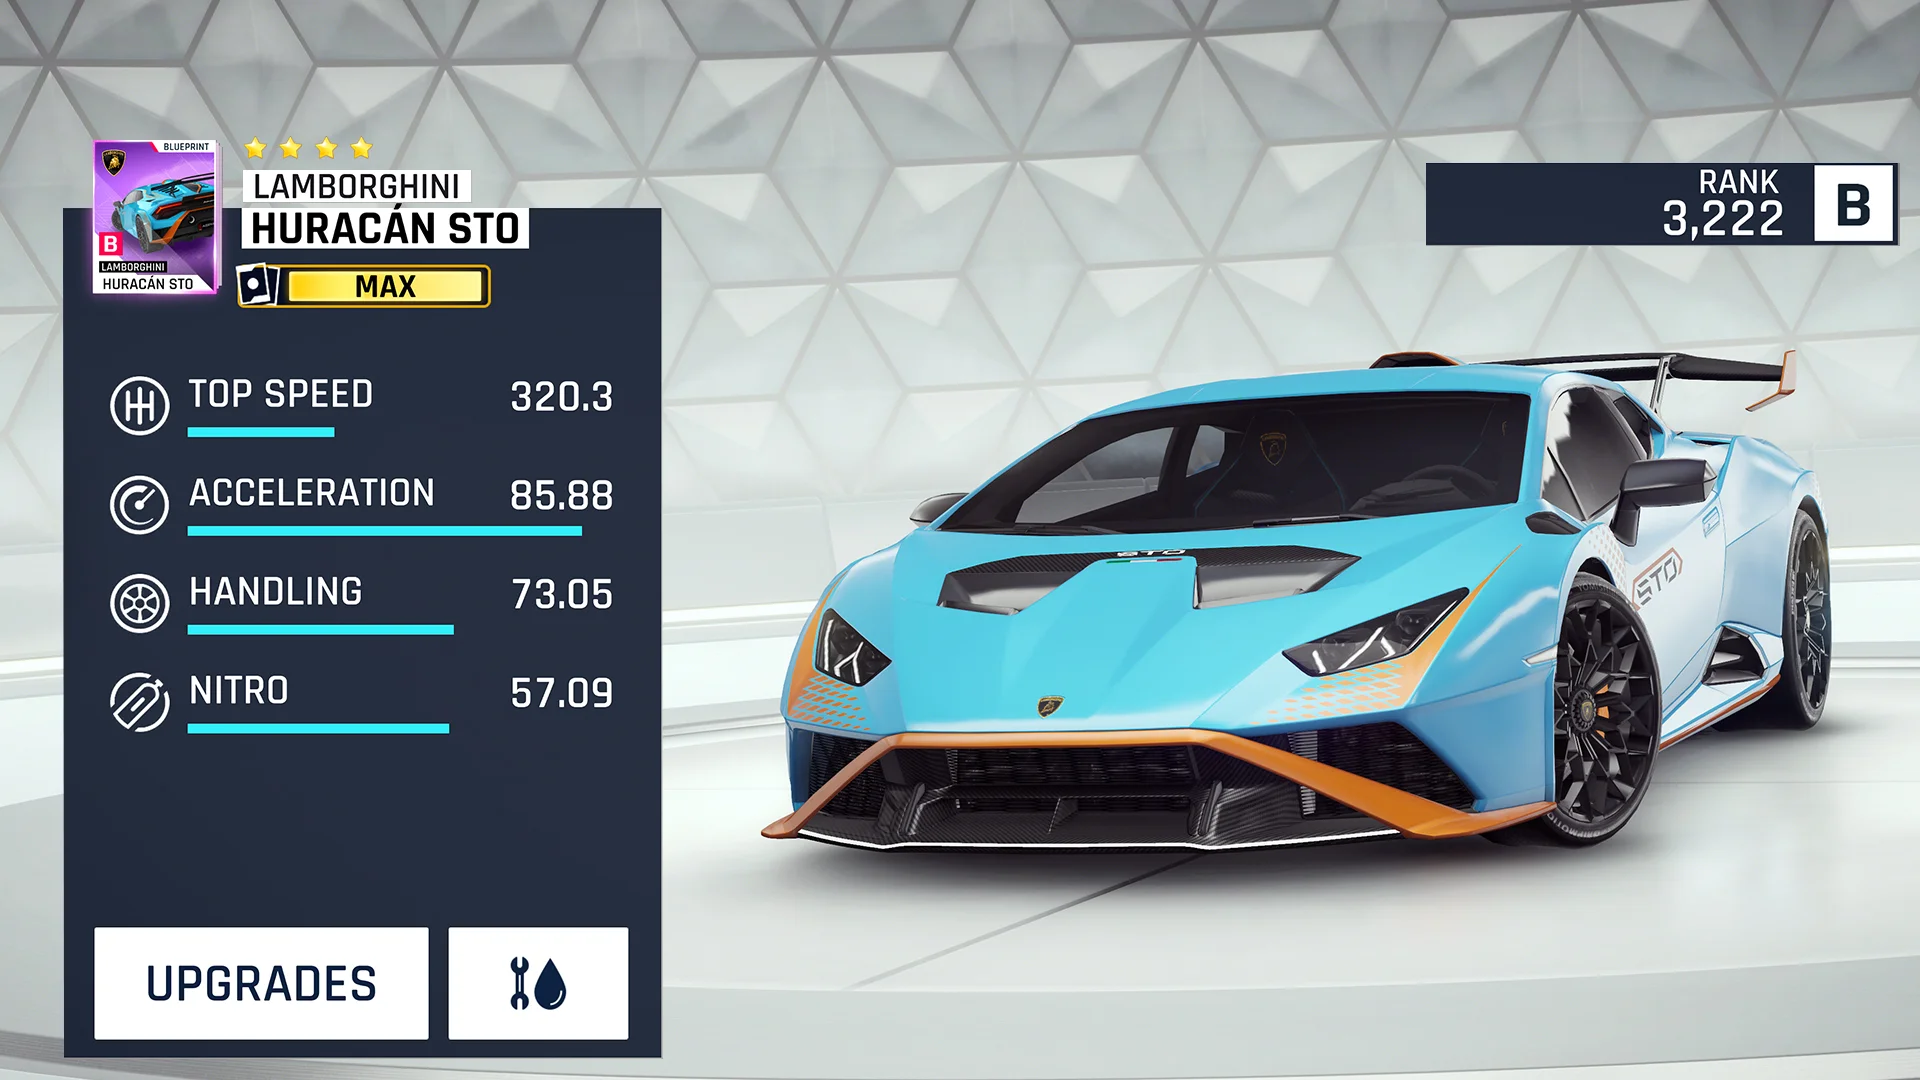 BLUEPRINT
B
LAMBORGHINI
HURACÁN STO
LAMBORGHINI
HURACÁN STO
MAX
RANK
3,222
B
TOP SPEED 320.3
ACCELERATION 85.88
HANDLING 73.05
NITRO 57.09
UPGRADES
STO
STO